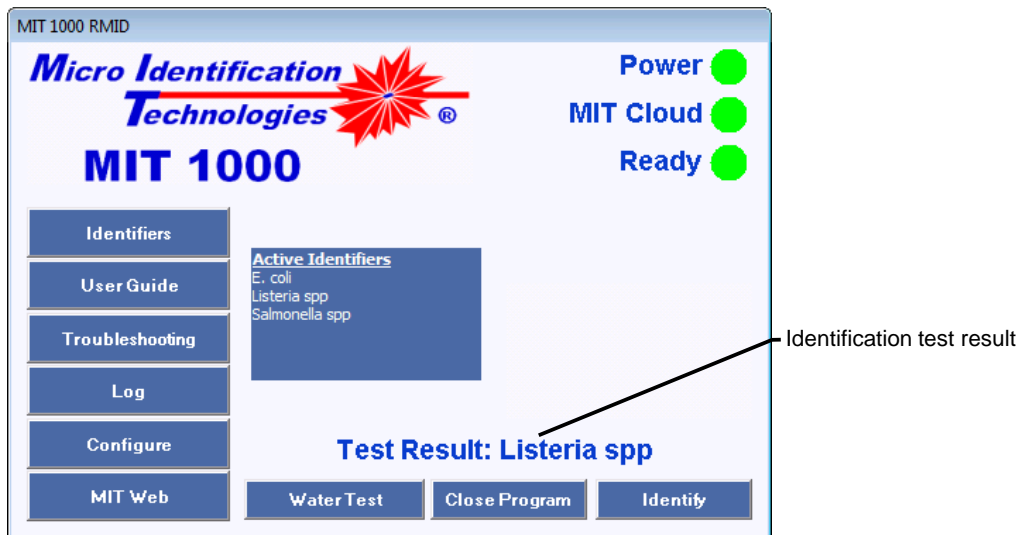 MIT 1000 RMID
Micro Identification
Technologies ®
MIT 1000
Power
MIT Cloud
Ready
Identifiers
User Guide
Troubleshooting
Log
Configure
MIT Web
Active Identifiers
E. coli
Listeria spp
Salmonella spp
Identification test result
Test Result: Listeria spp
Water Test
Close Program
Identify